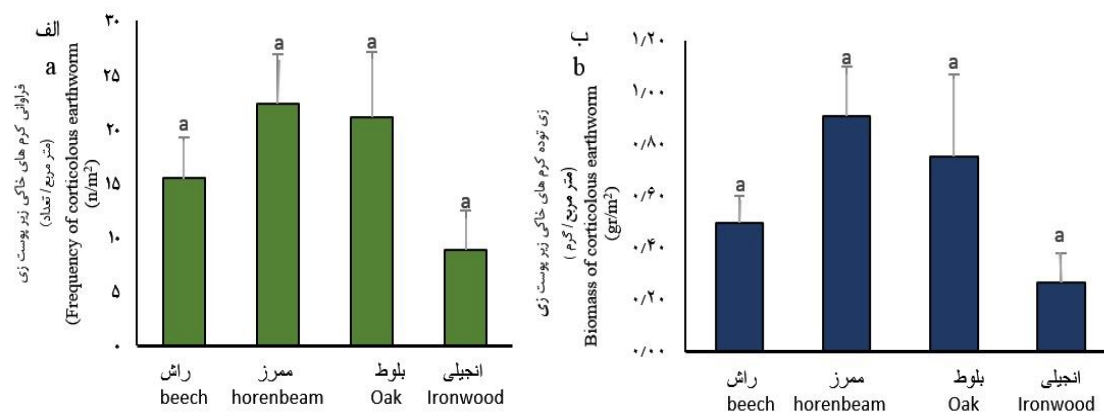 الف
a
فراوانی کرم های خاکی زیر پوست زی
(متر مربع/ تعداد)
(Frequency of corticolous earthworm
(n/m²)
۳۰
۲۵
۲۰
۱۵
۱۰
۵
۰
a
a
a
a
راش
ممرز
بلوط
انجیلی
beech
horenbeam
Oak
Ironwood
ب
b
زی توده کرم های خاکی زیر پوست زی
(متر مربع/ گرم )
Biomass of corticolous earthworm
(gr/m²)
۱/۲۰
۱/۰۰
۰/۸۰
۰/۶۰
۰/۴۰
۰/۲۰
۰/۰۰
a
a
a
a
راش
ممرز
بلوط
انجیلی
beech
horenbeam
Oak
Ironwood